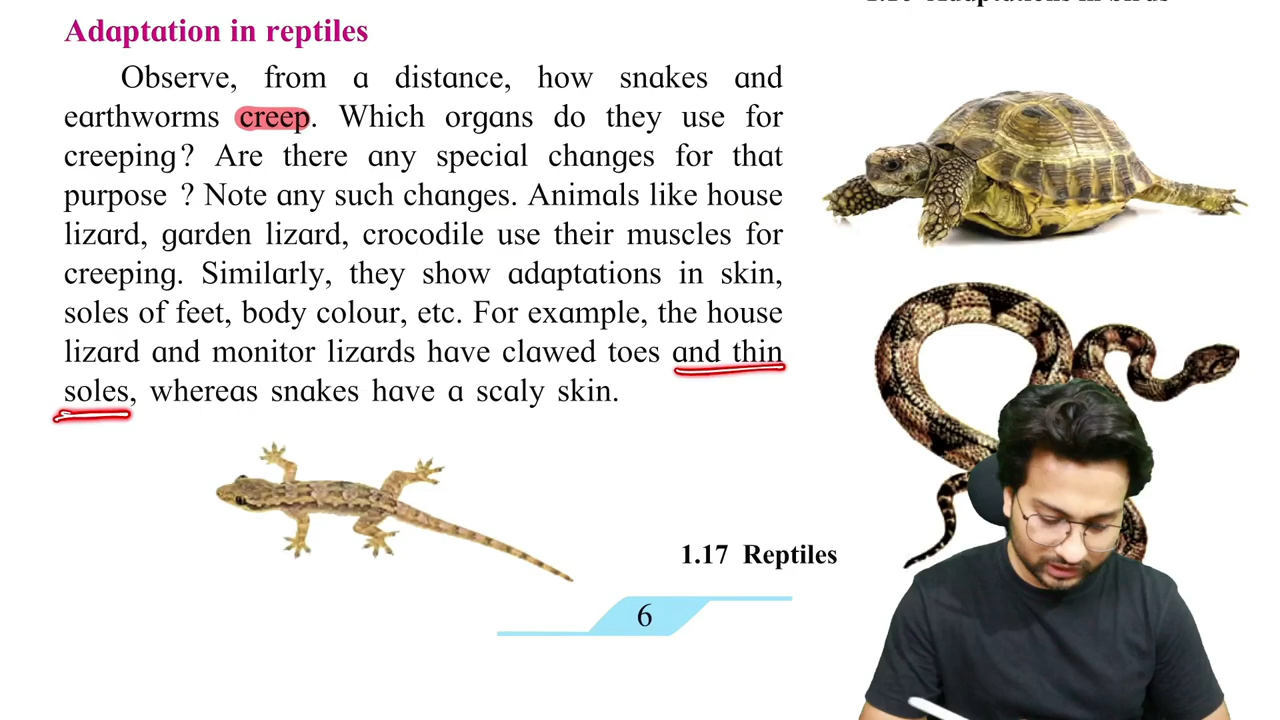 Adaptation in reptiles
Observe, from a distance, how snakes and
earthworms creep. Which organs do they use for
creeping? Are there any special changes for that
purpose ? Note any such changes. Animals like house
lizard, garden lizard, crocodile use their muscles for
creeping. Similarly, they show adaptations in skin,
soles of feet, body colour, etc. For example, the house
lizard and monitor lizards have clawed toes and thin
soles, whereas snakes have a scaly skin.
1.17 Reptiles
6